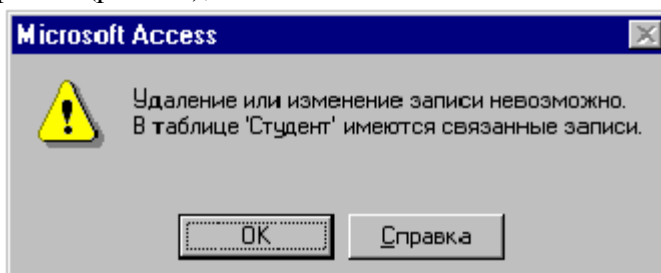 Microsoft Access
Удаление или изменение записи невозможно.
В таблице 'Студент' имеются связанные записи.
OK
Справка